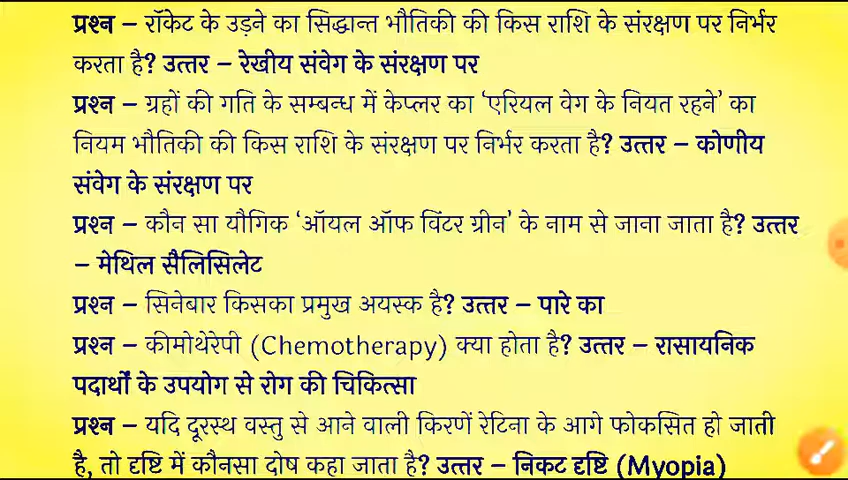 प्रश्न – रॉकेट के उड़ने का सिद्धान्त भौतिकी की किस राशि के संरक्षण पर निर्भर
करता है? उत्तर – रेखीय संवेग के संरक्षण पर
प्रश्न – ग्रहों की गति के सम्बन्ध में केप्लर का ‘एरियल वेग के नियत रहने’ का
नियम भौतिकी की किस राशि के संरक्षण पर निर्भर करता है? उत्तर – कोणीय
संवेग के संरक्षण पर
प्रश्न – कौन सा यौगिक ‘ऑयल ऑफ विंटर ग्रीन’ के नाम से जाना जाता है? उत्तर
– मेथिल सैलिसिलेट
प्रश्न – सिनेबार किसका प्रमुख अयस्क है? उत्तर – पारे का
प्रश्न – कीमोथेरेपी (Chemotherapy) क्या होता है? उत्तर – रासायनिक
पदार्थों के उपयोग से रोग की चिकित्सा
प्रश्न – यदि दूरस्थ वस्तु से आने वाली किरणें रेटिना के आगे फोकसित हो जाती
है, तो दृष्टि में कौनसा दोष कहा जाता है? उत्तर – निकट दृष्टि (Myopia)